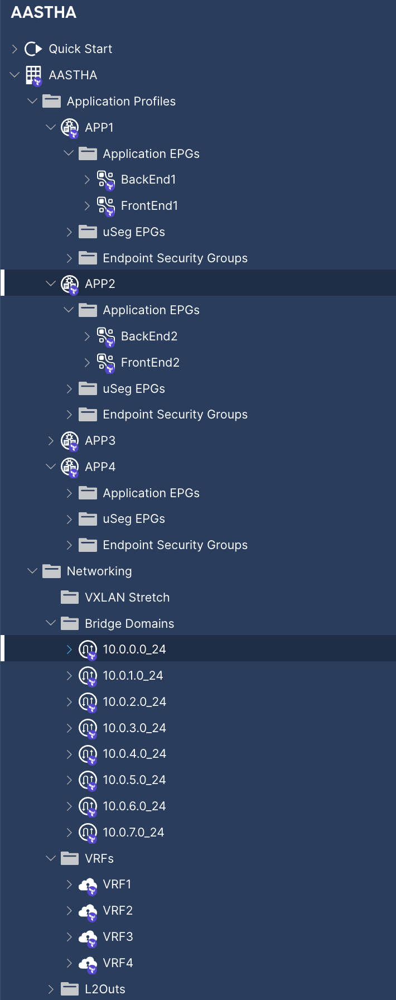 AASTHA
Quick Start
AASTHA
Application Profiles
APP1
Application EPGs
BackEnd1
FrontEnd1
uSeg EPGs
Endpoint Security Groups
APP2
Application EPGs
BackEnd2
FrontEnd2
uSeg EPGs
Endpoint Security Groups
APP3
APP4
Application EPGs
uSeg EPGs
Endpoint Security Groups
Networking
VXLAN Stretch
Bridge Domains
10.0.0.0_24
10.0.1.0_24
10.0.2.0_24
10.0.3.0_24
10.0.4.0_24
10.0.5.0_24
10.0.6.0_24
10.0.7.0_24
VRFs
VRF1
VRF2
VRF3
VRF4
L2Outs